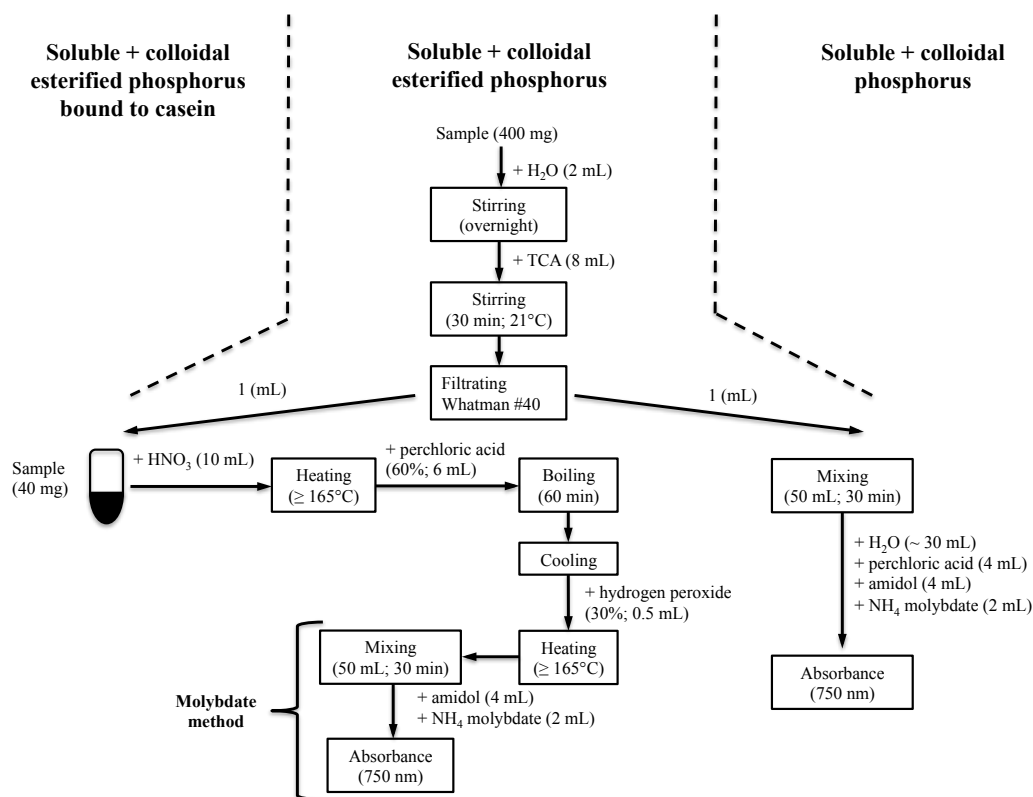 Soluble + colloidal
esterified phosphorus
bound to casein
Soluble + colloidal
esterified phosphorus
Soluble + colloidal
phosphorus
Sample (400 mg)
+ H₂O (2 mL)
Stirring
(overnight)
+ TCA (8 mL)
Stirring
(30 min; 21°C)
Filtrating
Whatman #40
1 (mL)
1 (mL)
Sample
(40 mg)
+ HNO₃ (10 mL)
Heating
(≥ 165°C)
+ perchloric acid
(60%; 6 mL)
Boiling
(60 min)
Cooling
+ hydrogen peroxide
(30%; 0.5 mL)
Heating
(≥ 165°C)
Mixing
(50 mL; 30 min)
+ amidol (4 mL)
+ NH₄ molybdate (2 mL)
Absorbance
(750 nm)
Molybdate
method
Mixing
(50 mL; 30 min)
+ H₂O (~ 30 mL)
+ perchloric acid (4 mL)
+ amidol (4 mL)
+ NH₄ molybdate (2 mL)
Absorbance
(750 nm)